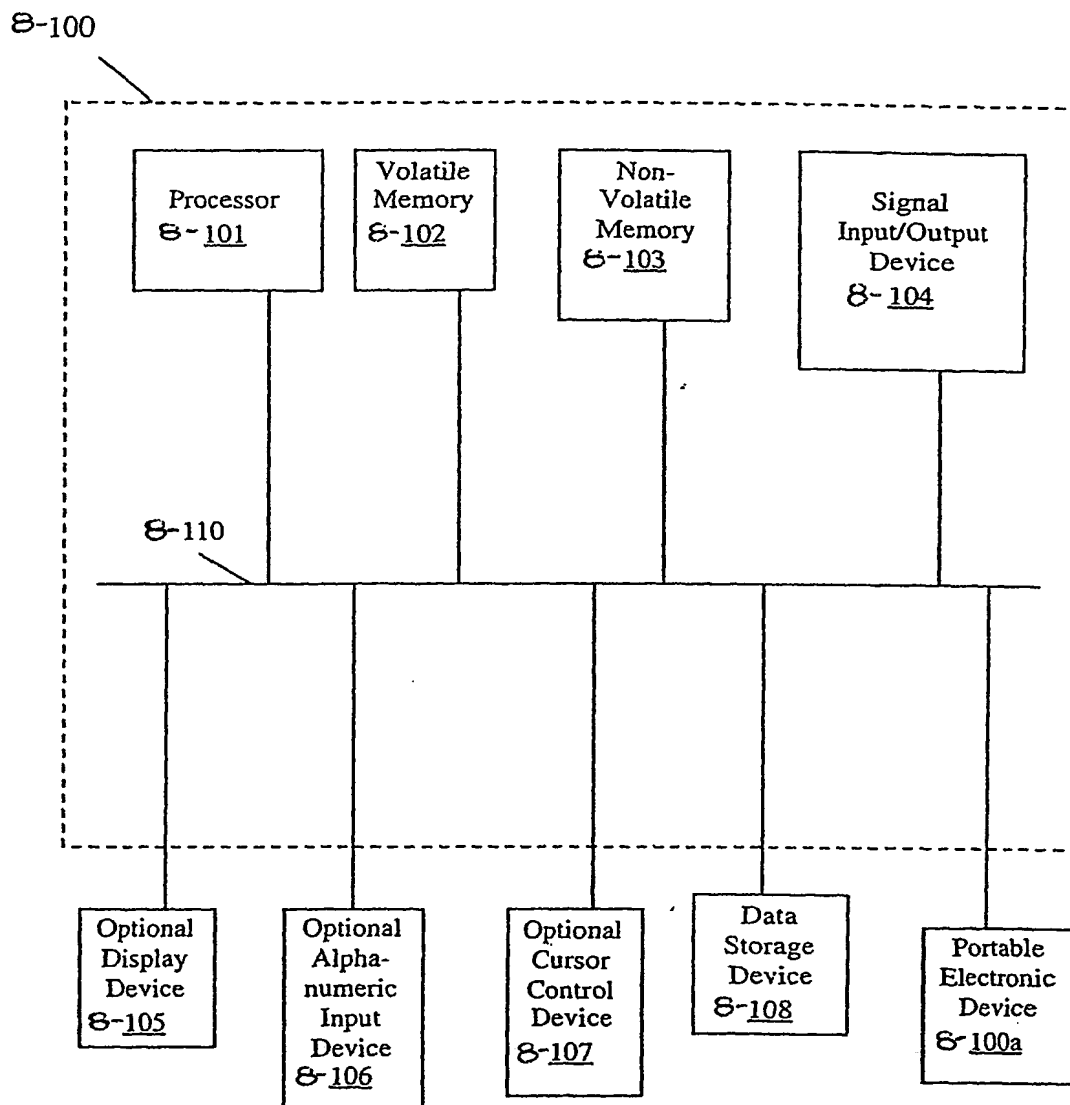 8-100
Processor
8-101
Volatile
Memory
8-102
Non-
Volatile
Memory
8-103
Signal
Input/Output
Device
8-104
8-110
Optional
Display
Device
8-105
Optional
Alpha-
numeric
Input
Device
8-106
Optional
Cursor
Control
Device
8-107
Data
Storage
Device
8-108
Portable
Electronic
Device
8-100a